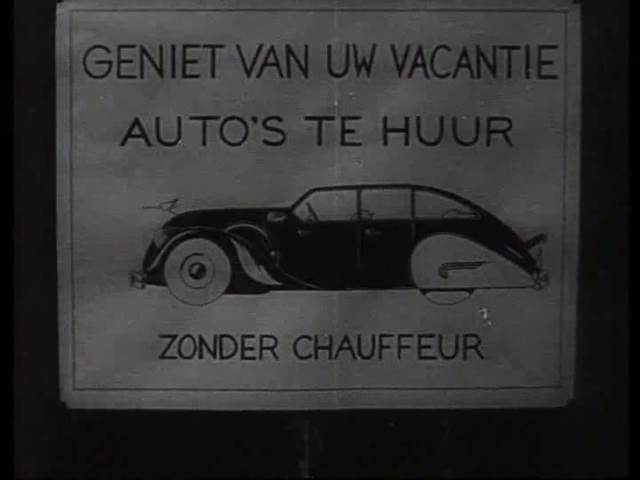 GENIET VAN UW VACANTIE
AUTO'S TE HUUR
ZONDER CHAUFFEUR